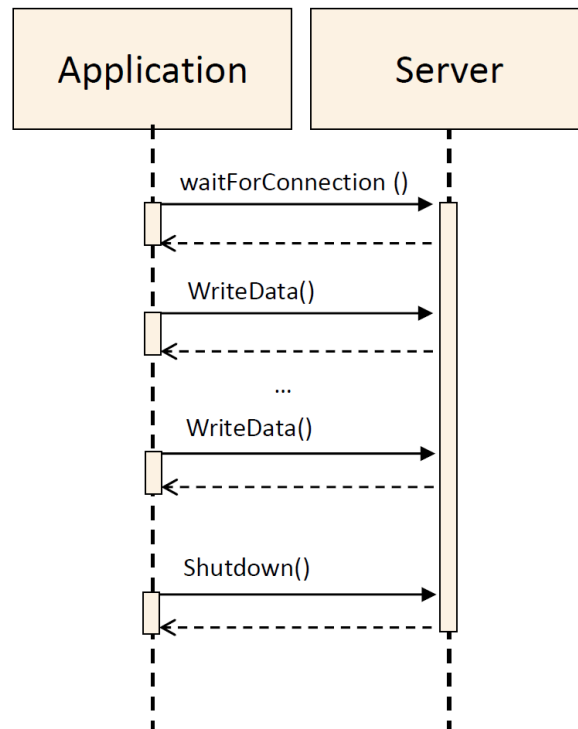 Application
Server
waitForConnection ()
WriteData()
...
WriteData()
Shutdown()